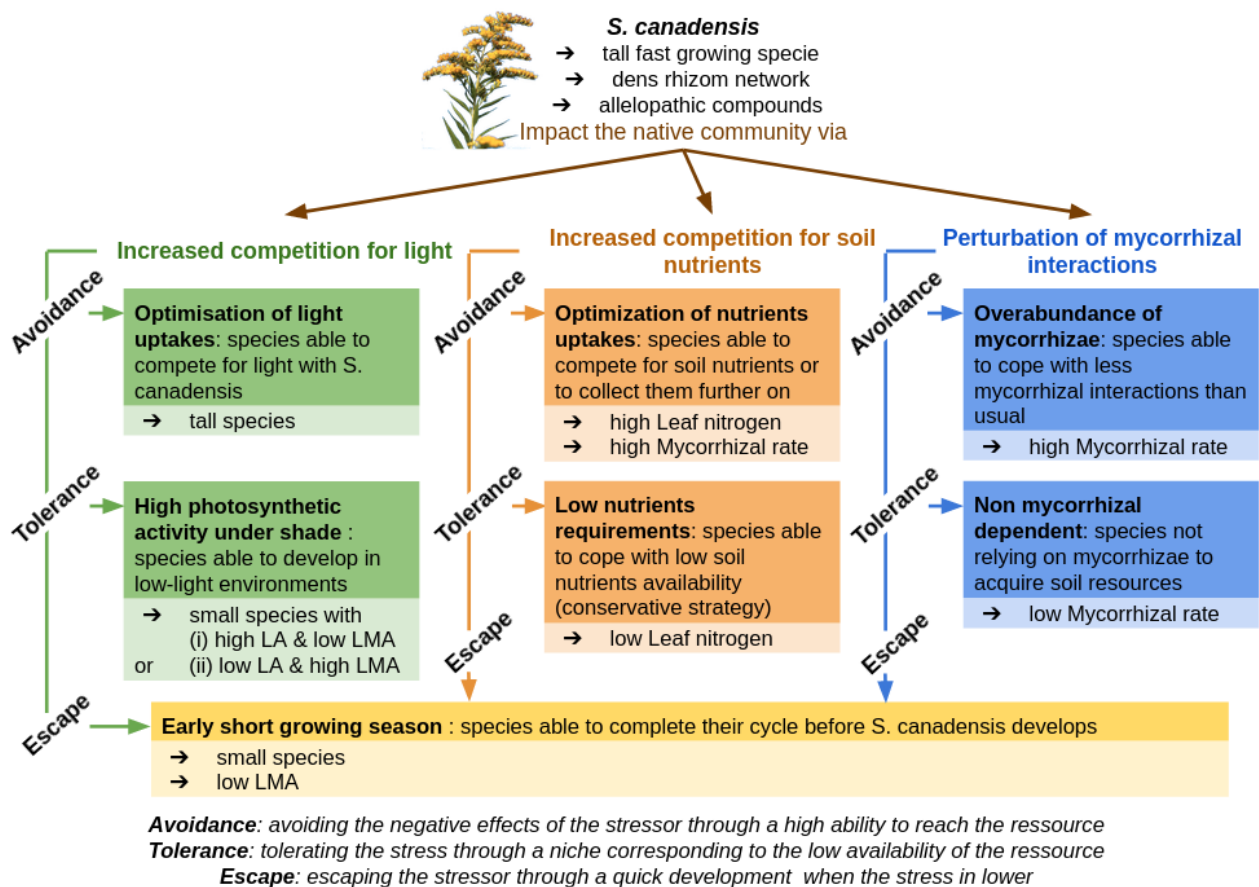 S. canadensis
➔ tall fast growing specie
➔ dens rhizom network
➔ allelopathic compounds
Impact the native community via
Increased competition for light
Avoidance
Optimisation of light
uptakes: species able to
compete for light with S.
canadensis
➔ tall species
Tolerance
High photosynthetic
activity under shade :
species able to develop in
low-light environments
➔ small species with
(i) high LA & low LMA
or (ii) low LA & high LMA
Escape
Increased competition for soil
nutrients
Avoidance
Optimization of nutrients
uptakes: species able to
compete for soil nutrients or
to collect them further on
➔ high Leaf nitrogen
➔ high Mycorrhizal rate
Tolerance
Low nutrients
requirements: species able
to cope with low soil
nutrients availability
(conservative strategy)
➔ low Leaf nitrogen
Escape
Perturbation of mycorrhizal
interactions
Avoidance
Overabundance of
mycorrhizae: species able
to cope with less
mycorrhizal interactions than
usual
➔ high Mycorrhizal rate
Tolerance
Non mycorrhizal
dependent: species not
relying on mycorrhizae to
acquire soil resources
➔ low Mycorrhizal rate
Escape
Early short growing season : species able to complete their cycle before S. canadensis develops
➔ small species
➔ low LMA
Avoidance: avoiding the negative effects of the stressor through a high ability to reach the ressource
Tolerance: tolerating the stress through a niche corresponding to the low availability of the ressource
Escape: escaping the stressor through a quick development when the stress in lower